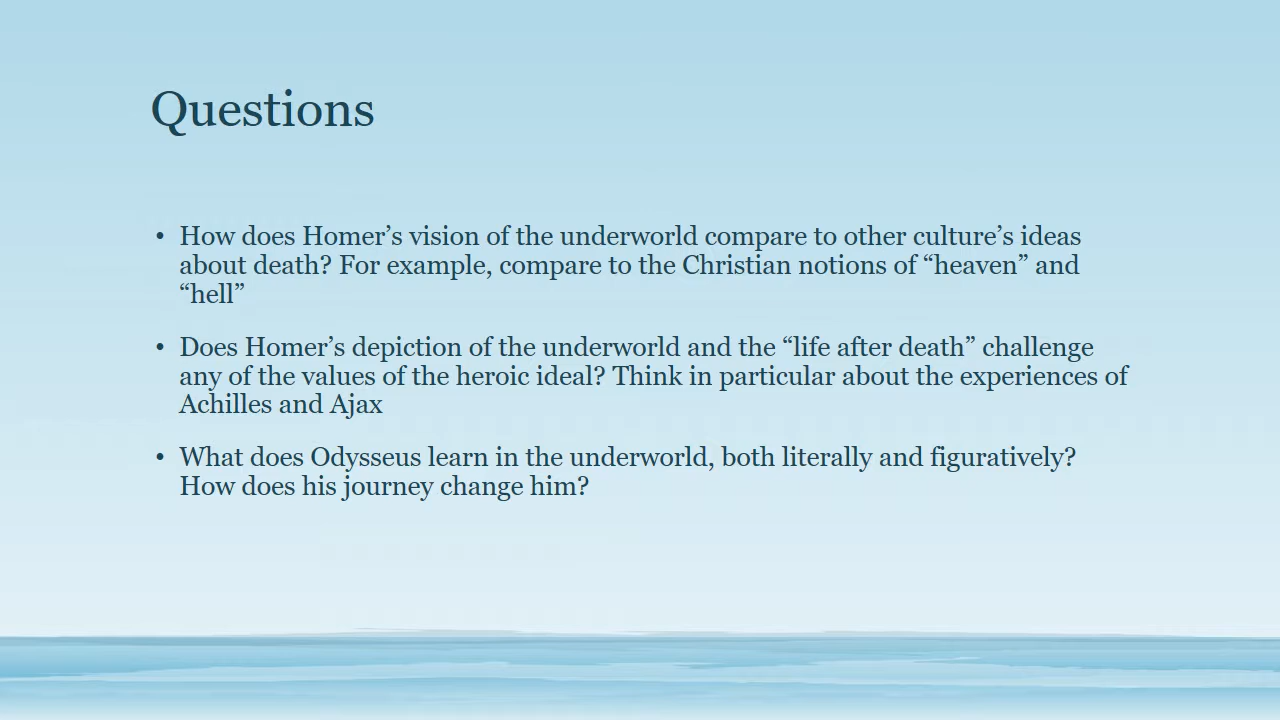 Questions
• How does Homer’s vision of the underworld compare to other culture’s ideas
about death? For example, compare to the Christian notions of “heaven” and
“hell”
• Does Homer’s depiction of the underworld and the “life after death” challenge
any of the values of the heroic ideal? Think in particular about the experiences of
Achilles and Ajax
• What does Odysseus learn in the underworld, both literally and figuratively?
How does his journey change him?